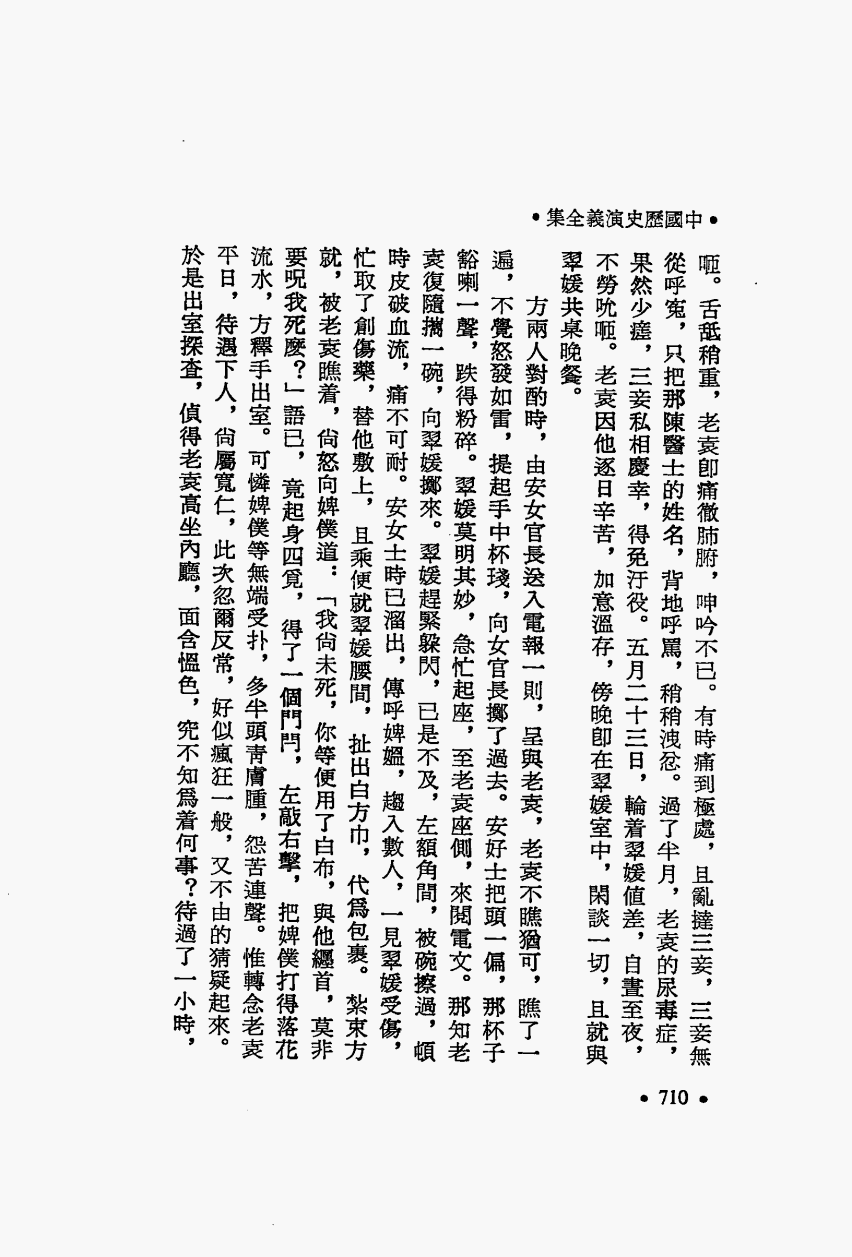 •中國歷史演義全集•
咂。舌舐稍重，老袁卽痛徹肺腑，呻吟不已。有時痛到極處，且亂撻三妾，三妾無
從呼寃，只把那陳醫士的姓名，背地呼罵，稍稍洩忿。過了半月，老袁的尿毒症，
果然少瘥，三妾私相慶幸，得免汙役。五月二十三日，輪着翠媛值差，自晝至夜，
不勞吮咂。老袁因他逐日辛苦，加意溫存，傍晚卽在翠媛室中，閑談一切，且就與
翠媛共桌晚餐。
方兩人對酌時，由安女官長送入電報一則，呈與老袁，老袁不瞧猶可，瞧了一
遍，不覺怒發如雷，提起手中杯琖，向女官長擲了過去。安好士把頭一偏，那杯子
豁喇一聲，跌得粉碎。翠媛莫明其妙，急忙起座，至老袁座側，來閱電文。那知老
袁復隨攜一碗，向翠媛擲來。翠媛趕緊躱閃，已是不及，左額角間，被碗擦過，頓
時皮破血流，痛不可耐。安女士時已溜出，傳呼婢媼，趨入數人，一見翠媛受傷，
忙取了創傷藥，替他敷上，且乘便就翠媛腰間，扯出白方巾，代爲包裹。紮束方
就，被老袁瞧着，尙怒向婢僕道：「我尙未死，你等便用了白布，與他纒首，莫非
要呪我死麼？」語已，竟起身四覓，得了一個門閂，左敲右擊，把婢僕打得落花
流水，方釋手出室。可憐婢僕等無端受扑，多半頭靑膚腫，怨苦連聲。惟轉念老袁
平日，待遇下人，尙屬寬仁，此次忽爾反常，好似瘋狂一般，又不由的猜疑起來。
於是出室探查，偵得老袁高坐內廳，面含慍色，究不知爲着何事？待過了一小時，
•710•